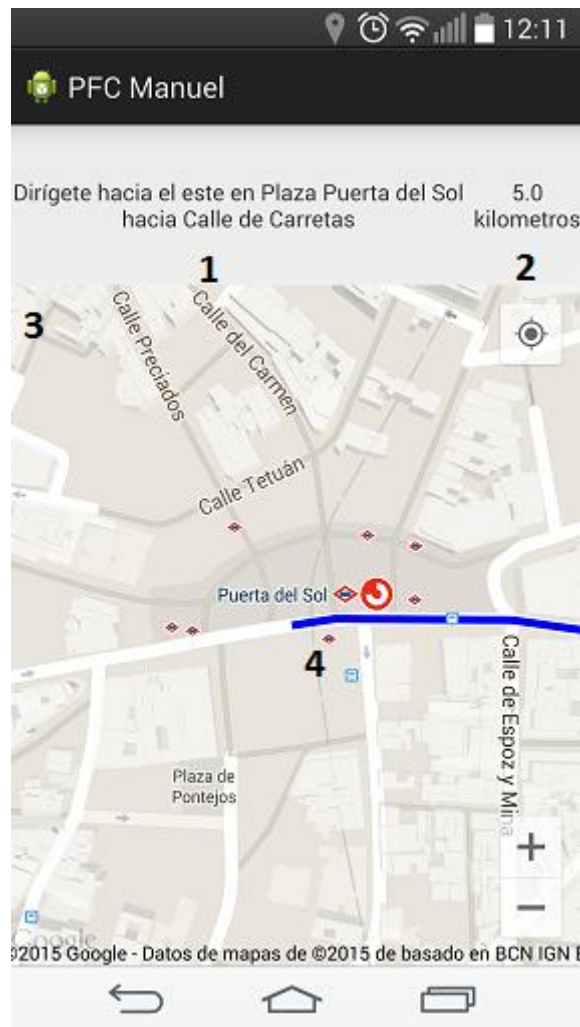 12:11
PFC Manuel
Dirígete hacia el este en Plaza Puerta del Sol
hacia Calle de Carretas
5.0
kilometros
1
2
3
Calle Preciados
Calle del Carmen
Calle Tetuán
Puerta del Sol
4
Calle de Espoz y Mina
Plaza de
Pontejos
+
−
Google
2015 Google - Datos de mapas de ©2015 de basado en BCN IGN